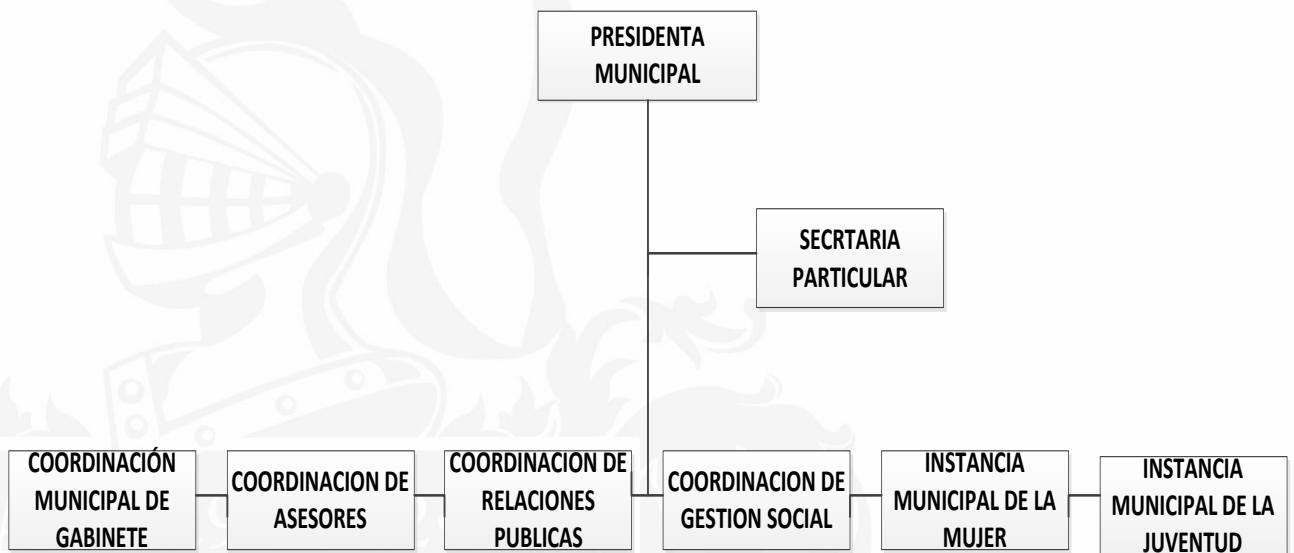 PRESIDENTA
MUNICIPAL
SECRTARIA
PARTICULAR
COORDINACIÓN
MUNICIPAL DE
GABINETE
COORDINACION DE
ASESORES
COORDINACION DE
RELACIONES
PUBLICAS
COORDINACION DE
GESTION SOCIAL
INSTANCIA
MUNICIPAL DE LA
MUJER
INSTANCIA
MUNICIPAL DE LA
JUVENTUD